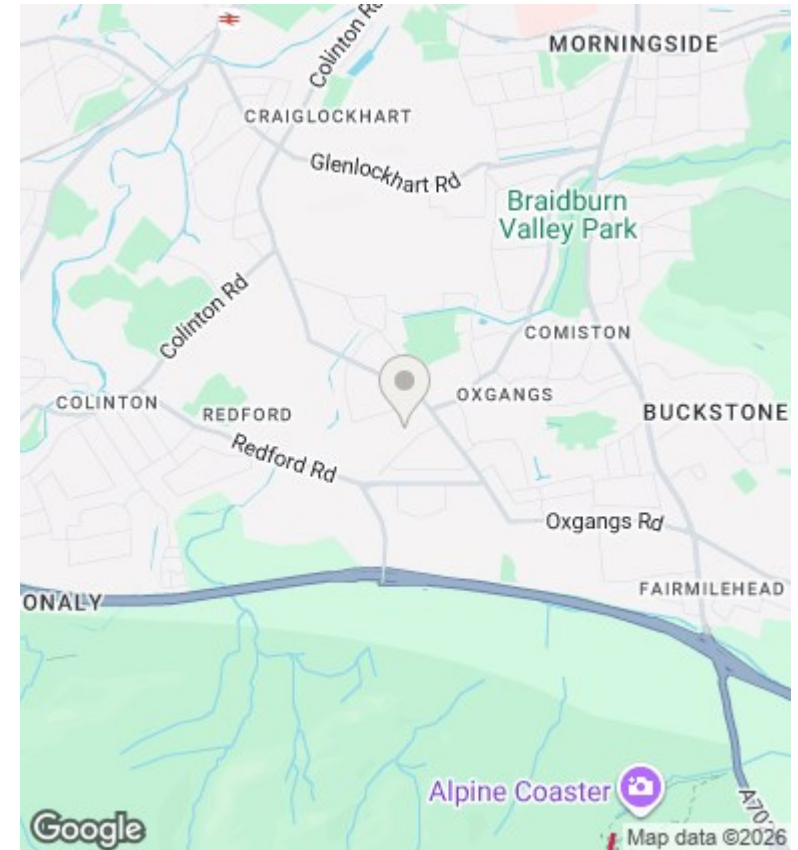 Colinton Rd
MORNINGSIDE
CRAIGLOCKHART
Glenlockhart Rd
Braidburn
Valley Park
Colinton Rd
COMISTON
OXGANGS
COLINTON
REDFORD
BUCKSTONE
Redford Rd
Oxgangs Rd
FAIRMILEHEAD
ONALY
Alpine Coaster
A702
Google
Map data ©2026